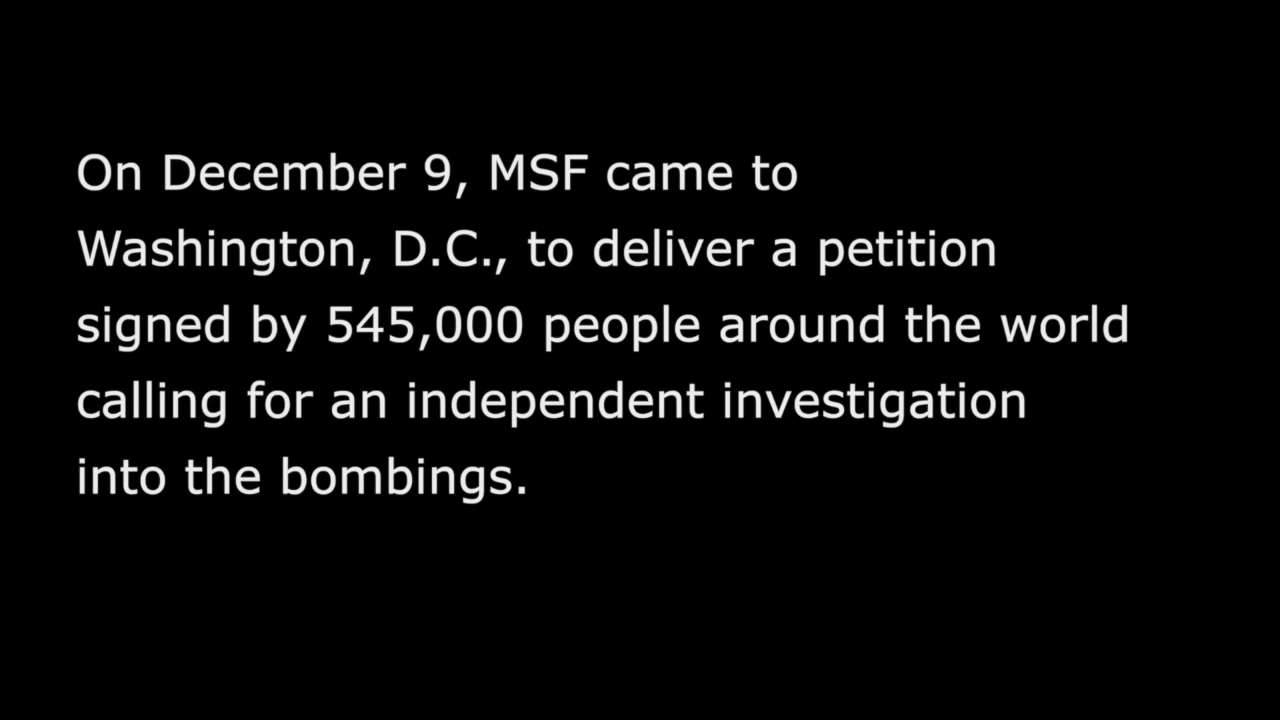 On December 9, MSF came to
Washington, D.C., to deliver a petition
signed by 545,000 people around the world
calling for an independent investigation
into the bombings.